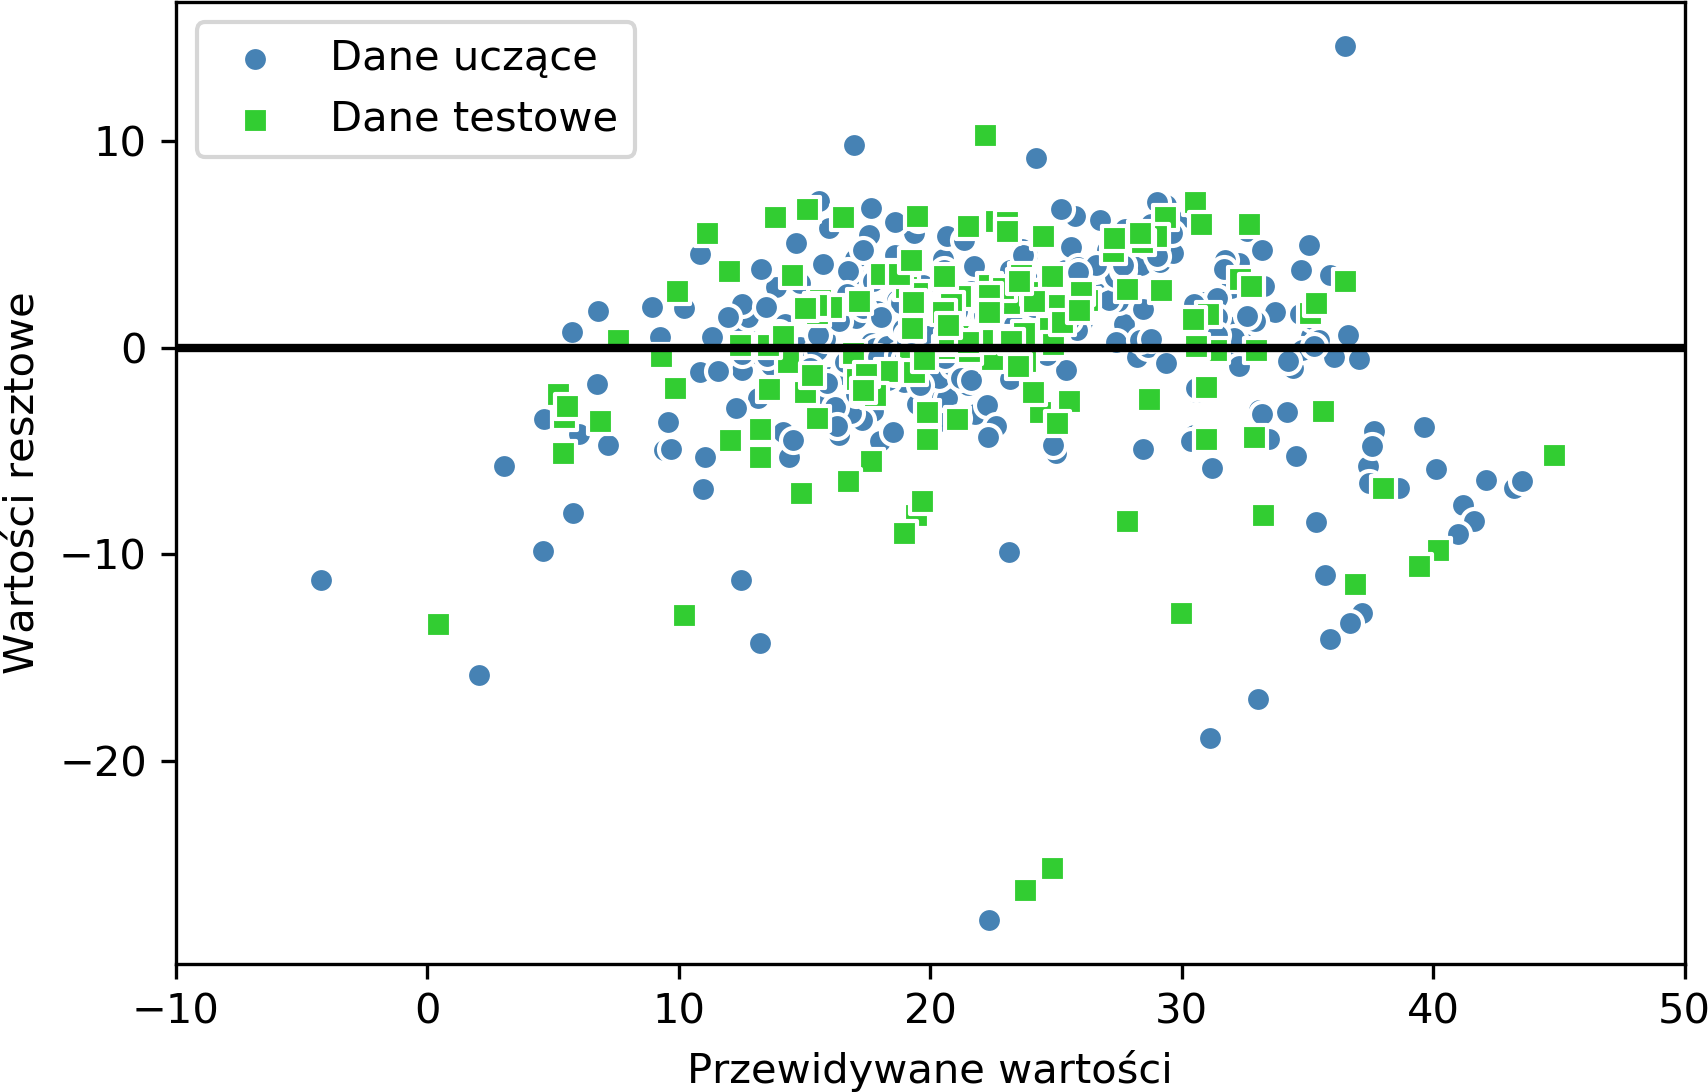 Dane uczące
Dane testowe
10
0
−10
−20
Wartości resztowe
−10 0 10 20 30 40 50
Przewidywane wartości